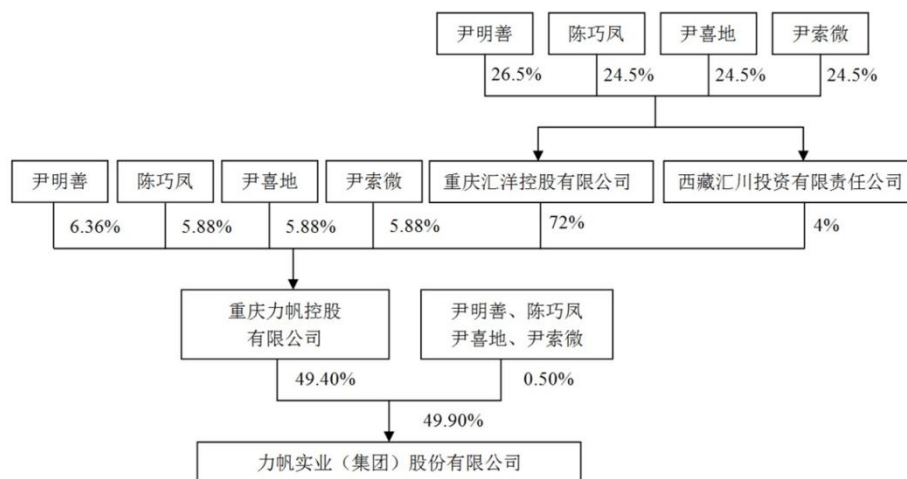 尹明善
陈巧凤
尹喜地
尹索微
26.5%
24.5%
24.5%
24.5%
尹明善
陈巧凤
尹喜地
尹索微
重庆汇洋控股有限公司
西藏汇川投资有限责任公司
6.36%
5.88%
5.88%
5.88%
72%
4%
重庆力帆控股
有限公司
尹明善、陈巧凤
尹喜地、尹索微
49.40%
0.50%
49.90%
力帆实业（集团）股份有限公司